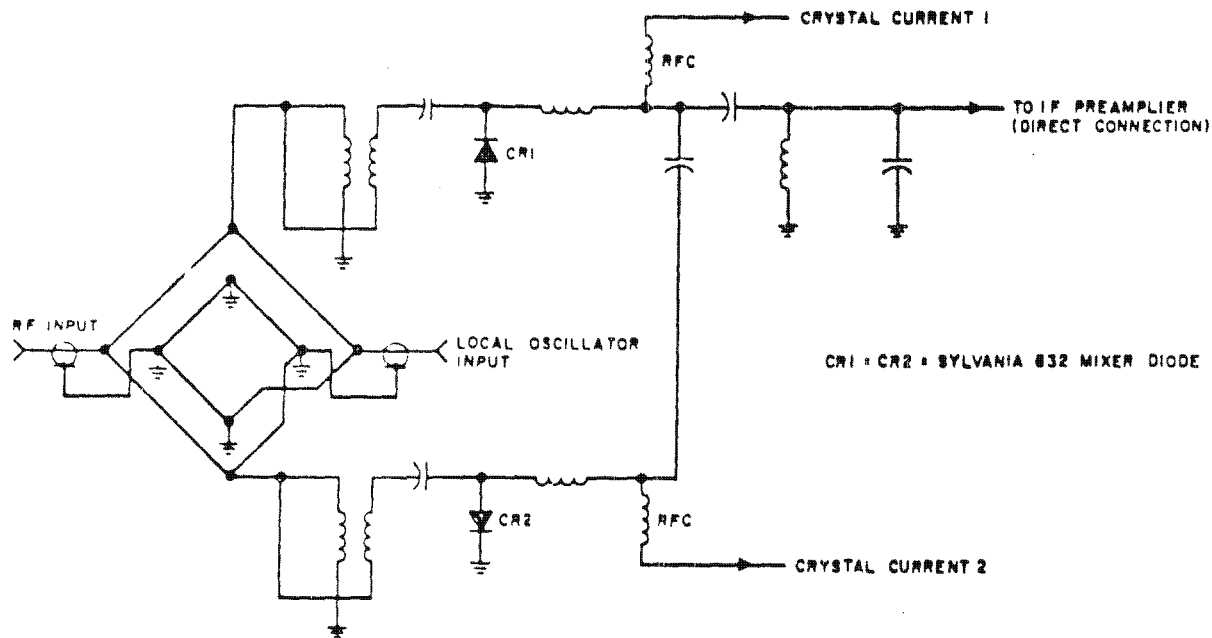 CRYSTAL CURRENT 1
RFC
TO IF PREAMPLIER
(DIRECT CONNECTION)
CR1
RF INPUT
LOCAL OSCILLATOR
INPUT
CR1 = CR2 = SYLVANIA 632 MIXER DIODE
CR2
RFC
CRYSTAL CURRENT 2